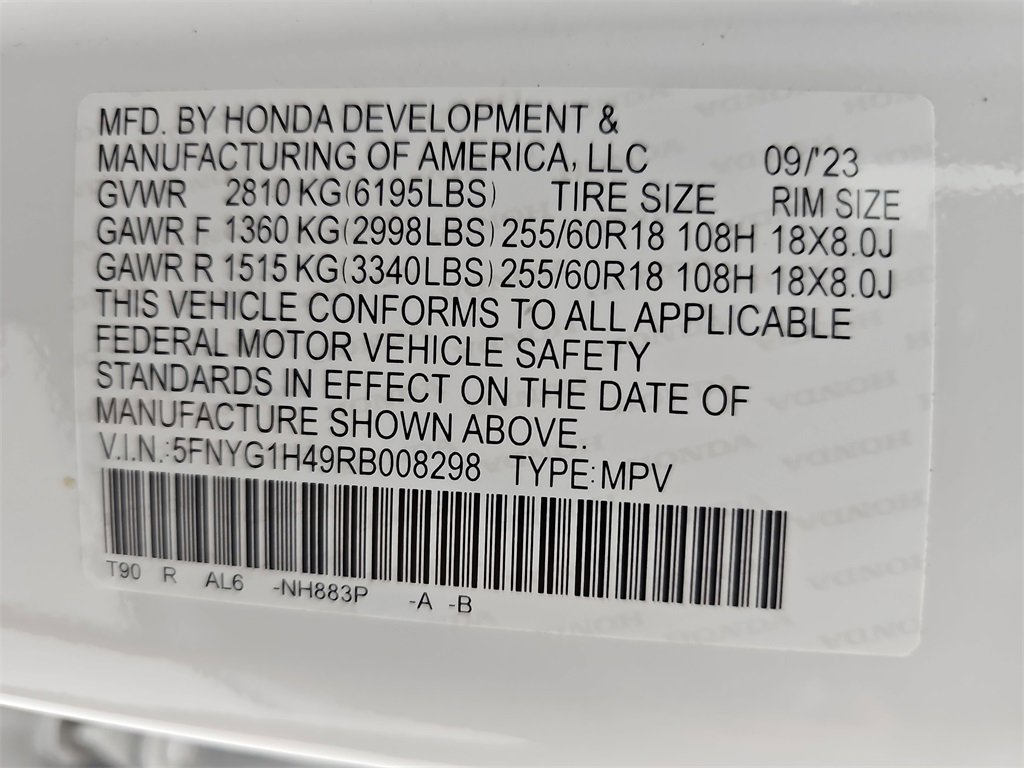 MFD. BY HONDA DEVELOPMENT &
MANUFACTURING OF AMERICA, LLC 09/'23
GVWR 2810 KG(6195LBS) TIRE SIZE RIM SIZE
GAWR F 1360 KG(2998LBS) 255/60R18 108H 18X8.0J
GAWR R 1515 KG(3340LBS) 255/60R18 108H 18X8.0J
THIS VEHICLE CONFORMS TO ALL APPLICABLE
FEDERAL MOTOR VEHICLE SAFETY
STANDARDS IN EFFECT ON THE DATE OF
MANUFACTURE SHOWN ABOVE.
V.I.N.:5FNYG1H49RB008298 TYPE:MPV
T90 R AL6 -NH883P -A -B